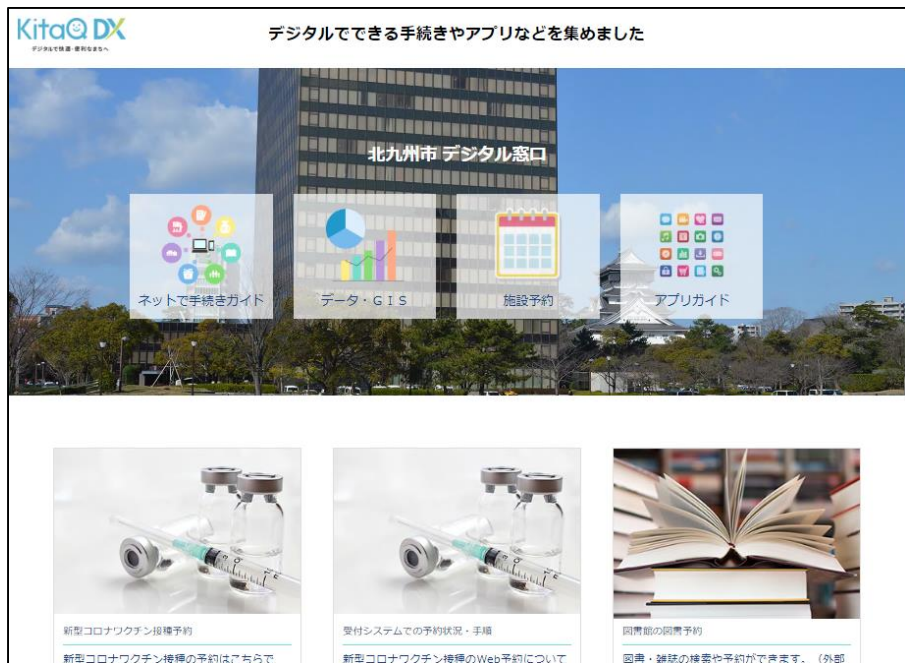 KitaQ DX
デジタルで快適・便利なまちへ
デジタルでできる手続きやアプリなどを集めました
北九州市 デジタル窓口
ネットで手続きガイド
データ・GIS
施設予約
アプリガイド
新型コロナワクチン接種予約
新型コロナワクチン接種の予約はこちらで
受付システムでの予約状況・手順
新型コロナワクチン接種のWeb予約について
図書館の図書予約
図書・雑誌の検索や予約ができます。（外部